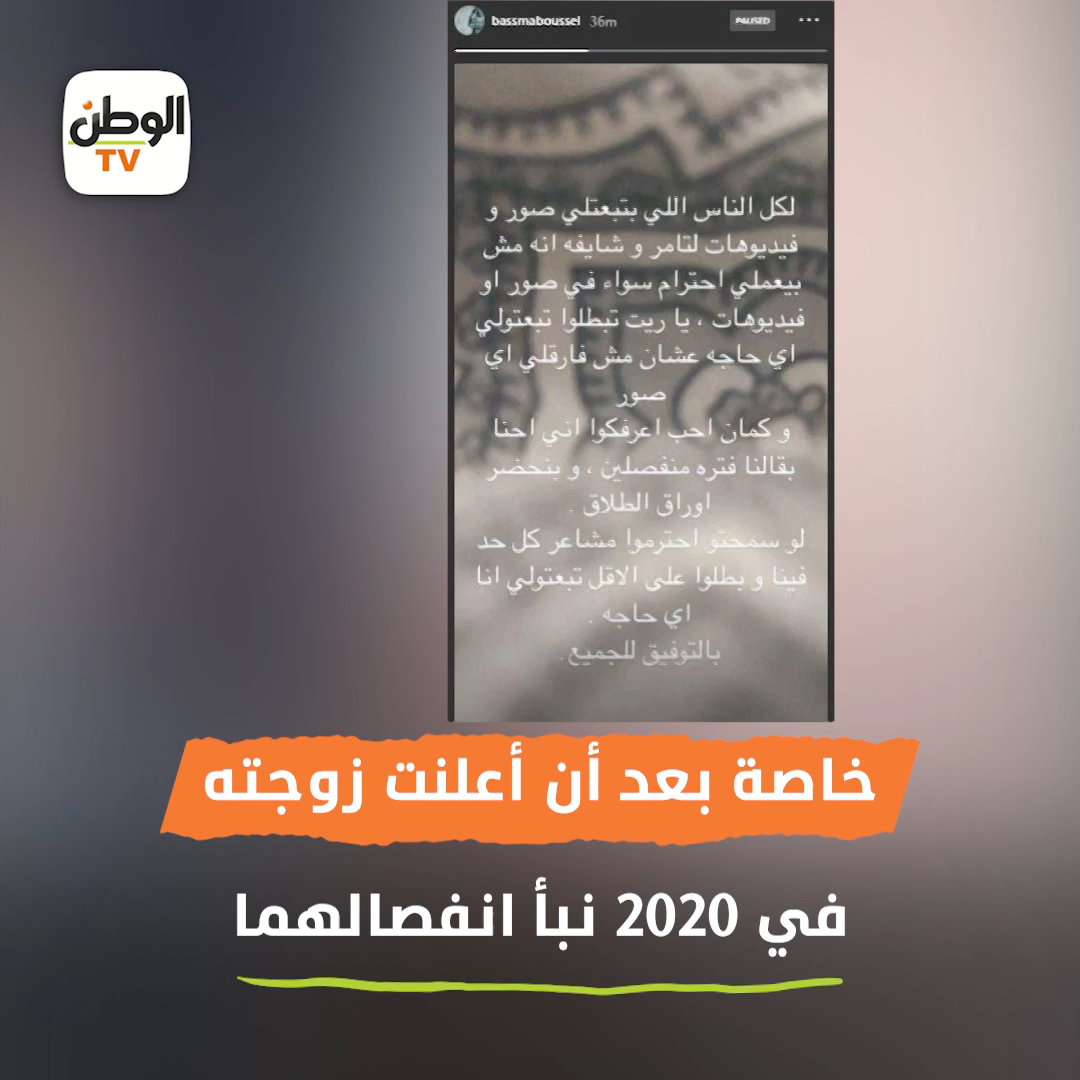 bassmaboussel 36m
PAUSED
الوطن
TV
لكل الناس اللي بتبعتلي صور و
فيديوهات لتامر و شايفه انه مش
بيعملي احترام سواء في صور او
فيديوهات ، يا ريت تبطلوا تبعتولي
اي حاجه عشان مش فارقلي اي
صور
و كمان احب اعرفكوا اني احنا
بقالنا فتره منفصلين ، و بنحضر
اوراق الطلاق .
لو سمحتو احترموا مشاعر كل حد
فينا و بطلوا على الاقل تبعتولي انا
اي حاجه .
بالتوفيق للجميع.
خاصة بعد أن أعلنت زوجته
في 2020 نبأ انفصالهما